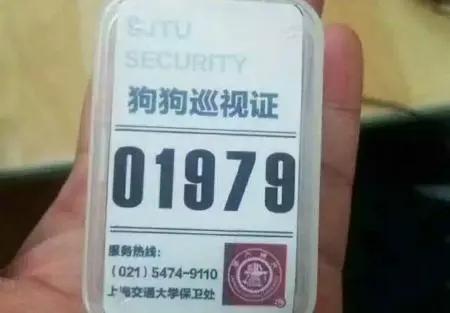 SJTU
SECURITY
狗狗巡视证
01979
服务热线:
(021) 5474-9110
上海交通大学保卫处